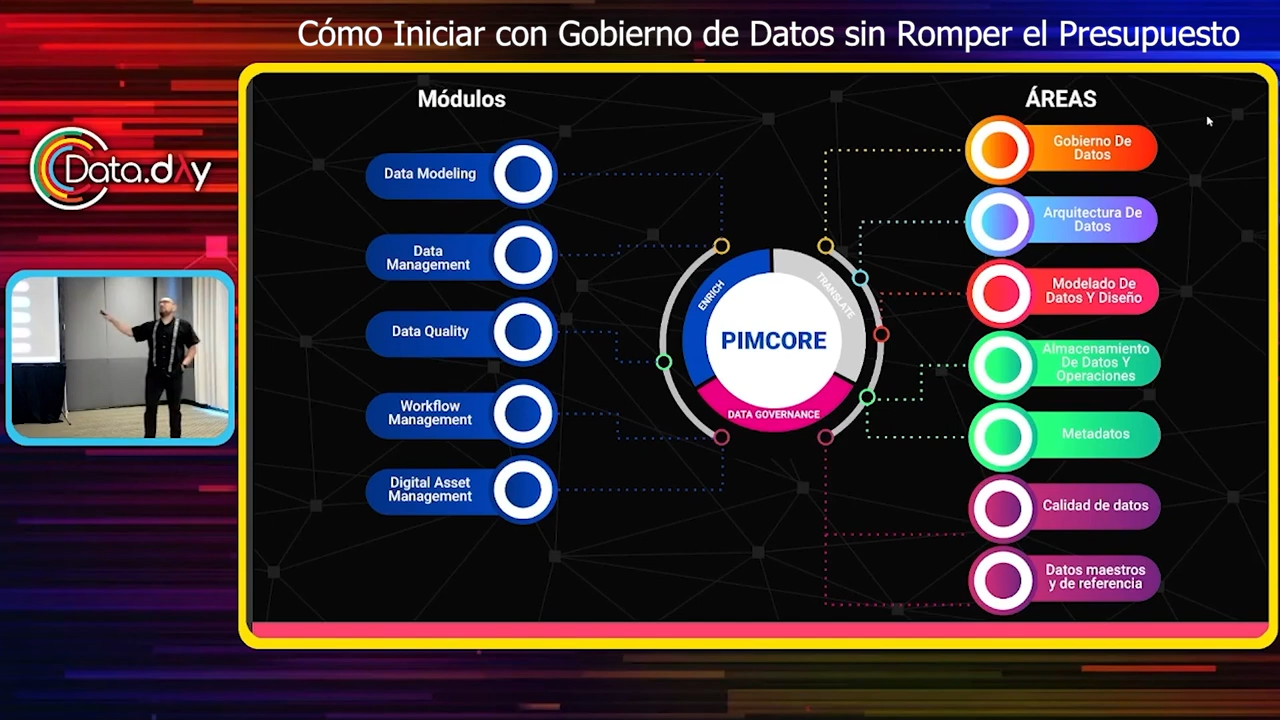 Cómo Iniciar con Gobierno de Datos sin Romper el Presupuesto
Data.dAy
Módulos
Data Modeling
Data
Management
Data Quality
Workflow
Management
Digital Asset
Management
ENRICH
TRANSLATE
PIMCORE
DATA GOVERNANCE
ÁREAS
Gobierno De
Datos
Arquitectura De
Datos
Modelado De
Datos Y Diseño
Almacenamiento
De Datos Y
Operaciones
Metadatos
Calidad de datos
Datos maestros
y de referencia